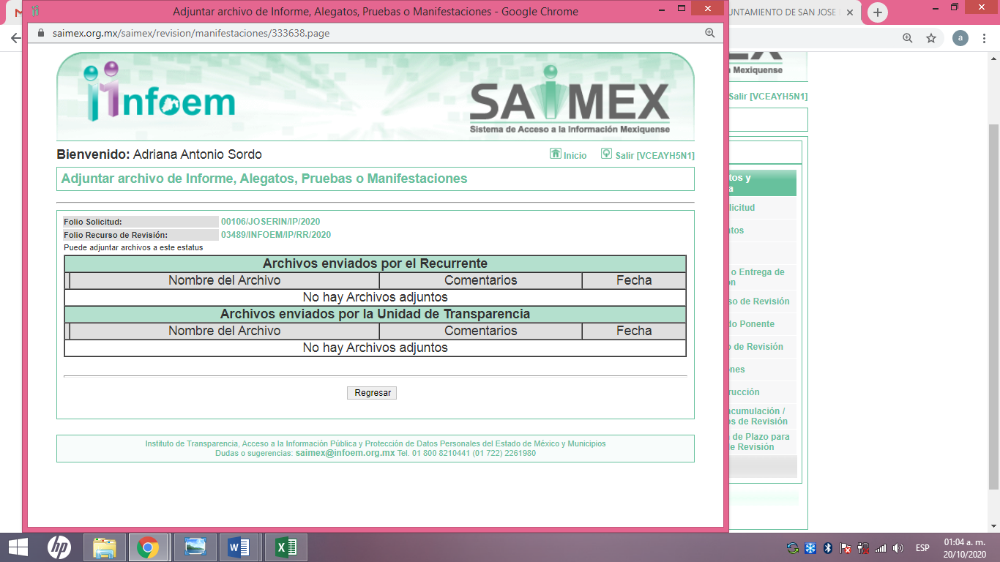 Adjuntar archivo de Informe, Alegatos, Pruebas o Manifestaciones - Google Chrome
UNTAMIENTO DE SAN JOSE
saimex.org.mx/saimex/revision/manifestaciones/333638.page
a
infoem
SAIMEX
Sistema de Acceso a la Información Mexiquense
Mexiquense
Salir [VCEAYH5N1]
Bienvenido: Adriana Antonio Sordo
Inicio
Salir [VCEAYH5N1]
Adjuntar archivo de Informe, Alegatos, Pruebas o Manifestaciones
Folio Solicitud: 00106/JOSERIN/IP/2020
Folio Recurso de Revisión: 03489/INFOEM/IP/RR/2020
Puede adjuntar archivos a este estatus
Archivos enviados por el Recurrente
Nombre del Archivo Comentarios Fecha
No hay Archivos adjuntos
Archivos enviados por la Unidad de Transparencia
Nombre del Archivo Comentarios Fecha
No hay Archivos adjuntos
Regresar
Instituto de Transparencia, Acceso a la Información Pública y Protección de Datos Personales del Estado de México y Municipios
Dudas o sugerencias: saimex@infoem.org.mx Tel. 01 800 8210441 (01 722) 2261980
tos y
a
licitud
ntos
o Entrega de
ón
so de Revisión
do Ponente
o de Revisión
ones
rucción
acumulación /
os de Revisión
de Plazo para
de Revisión
hp
ESP
01:04 a. m.
20/10/2020